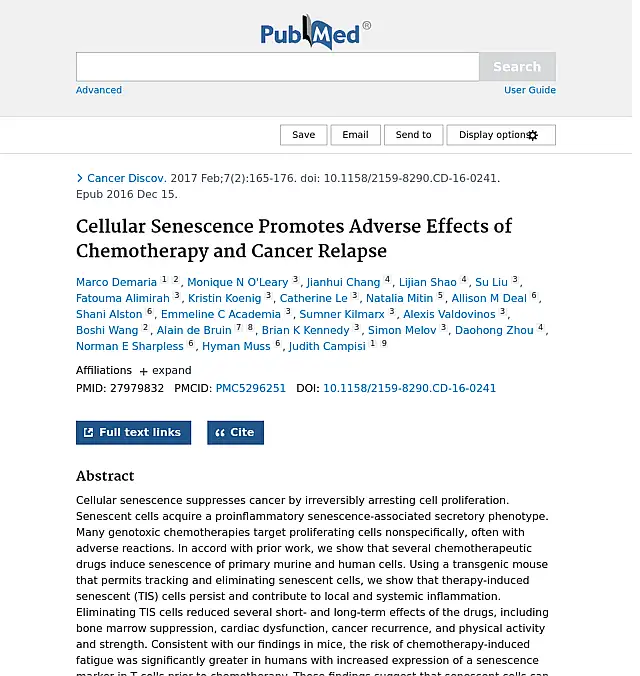 PubMed®
Search
Advanced
User Guide
Save
Email
Send to
Display options
Cancer Discov. 2017 Feb;7(2):165-176. doi: 10.1158/2159-8290.CD-16-0241.
Epub 2016 Dec 15.
Cellular Senescence Promotes Adverse Effects of
Chemotherapy and Cancer Relapse
Marco Demaria 1 2, Monique N O'Leary 3, Jianhui Chang 4, Lijian Shao 4, Su Liu 3,
Fatouma Alimirah 3, Kristin Koenig 3, Catherine Le 3, Natalia Mitin 5, Allison M Deal 6,
Shani Alston 6, Emmeline C Academia 3, Sumner Kilmarx 3, Alexis Valdovinos 3,
Boshi Wang 2, Alain de Bruin 7 8, Brian K Kennedy 3, Simon Melov 3, Daohong Zhou 4,
Norman E Sharpless 6, Hyman Muss 6, Judith Campisi 1 9
Affiliations + expand
PMID: 27979832 PMCID: PMC5296251 DOI: 10.1158/2159-8290.CD-16-0241
Full text links
Cite
Abstract
Cellular senescence suppresses cancer by irreversibly arresting cell proliferation.
Senescent cells acquire a proinflammatory senescence-associated secretory phenotype.
Many genotoxic chemotherapies target proliferating cells nonspecifically, often with
adverse reactions. In accord with prior work, we show that several chemotherapeutic
drugs induce senescence of primary murine and human cells. Using a transgenic mouse
that permits tracking and eliminating senescent cells, we show that therapy-induced
senescent (TIS) cells persist and contribute to local and systemic inflammation.
Eliminating TIS cells reduced several short- and long-term effects of the drugs, including
bone marrow suppression, cardiac dysfunction, cancer recurrence, and physical activity
and strength. Consistent with our findings in mice, the risk of chemotherapy-induced
fatigue was significantly greater in humans with increased expression of a senescence
marker in T cells prior to chemotherapy. These findings suggest that senescent cells can